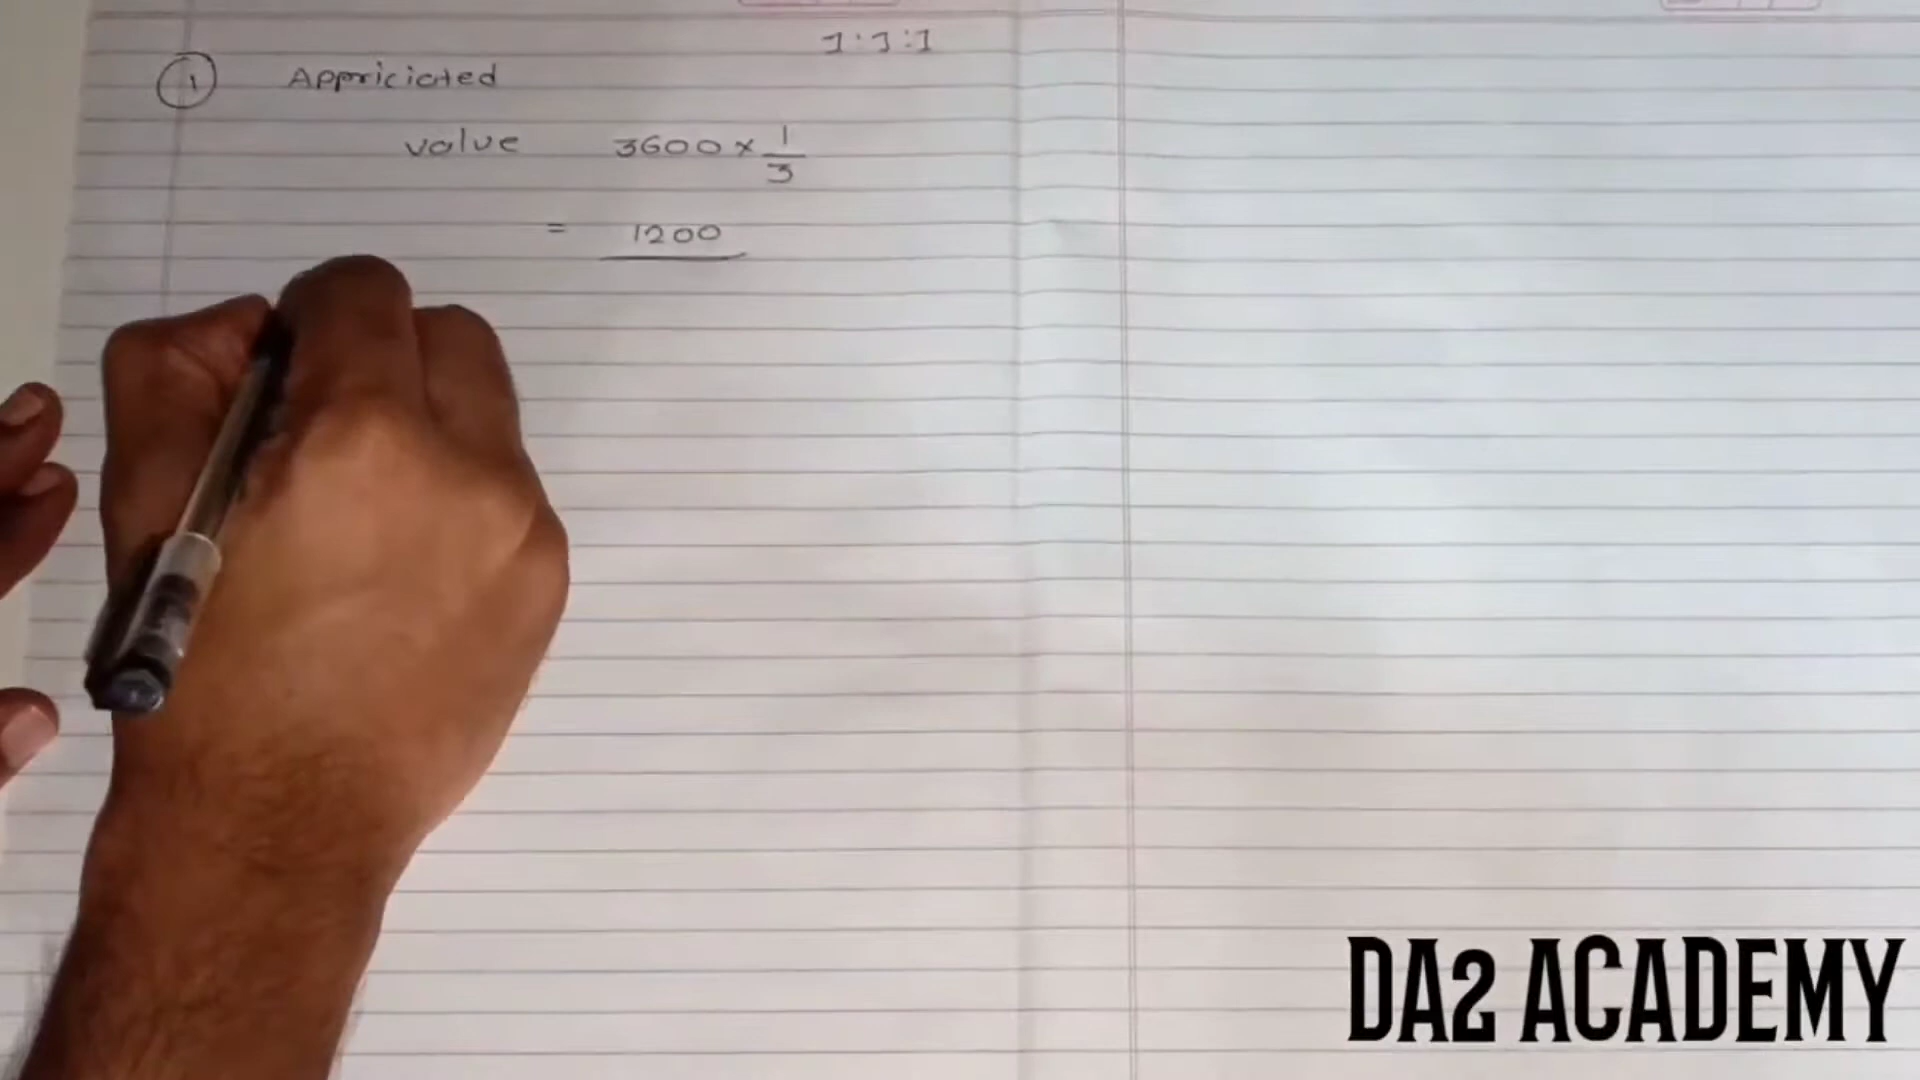 1:1:1
1 Appriciated
value 3600 × 1/3
= 1200
DA2 ACADEMY